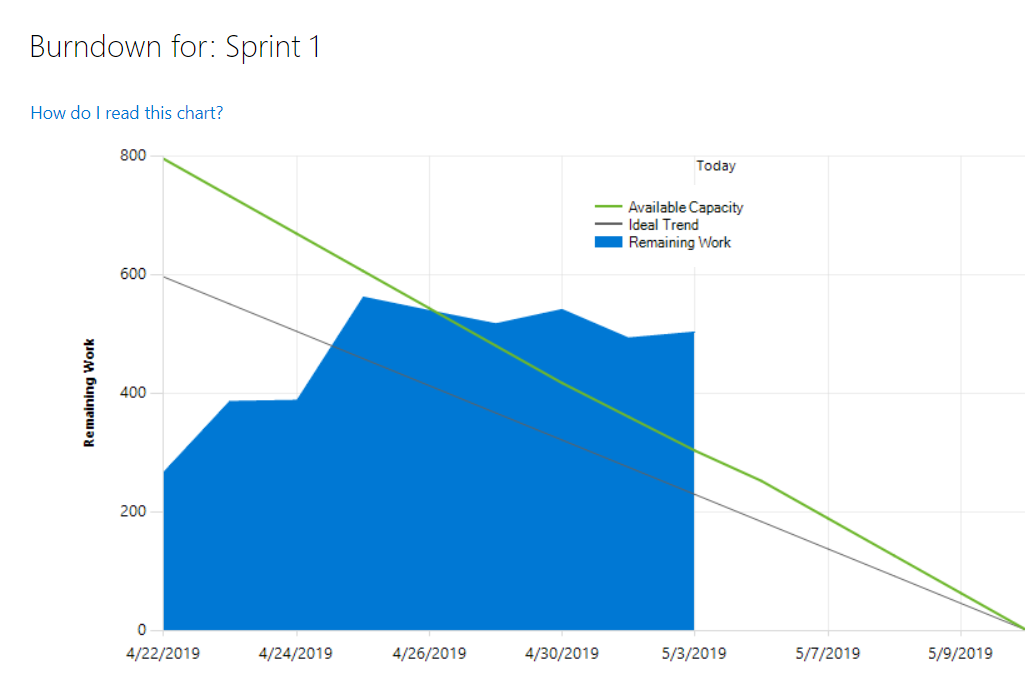 Burndown for: Sprint 1
How do I read this chart?
800
Today
Available Capacity
Ideal Trend
Remaining Work
600
Remaining Work
400
200
0
4/22/2019 4/24/2019 4/26/2019 4/30/2019 5/3/2019 5/7/2019 5/9/2019